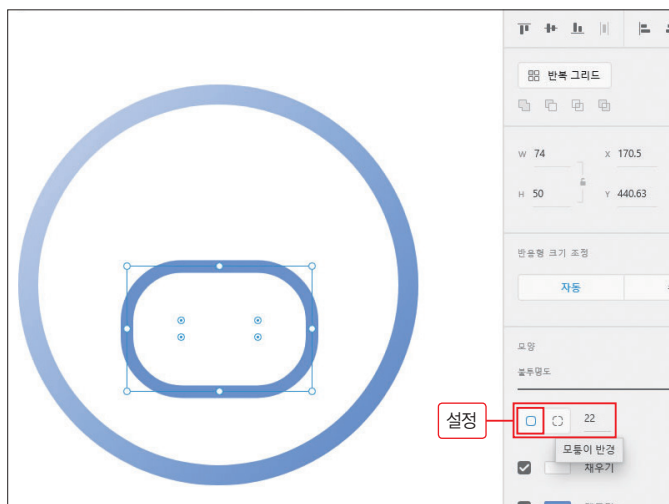 반복 그리드
W 74 X 170.5
H 50 Y 440.63
반응형 크기 조정
자동
모양
불투명도
설정
22
모퉁이 반경
채우기